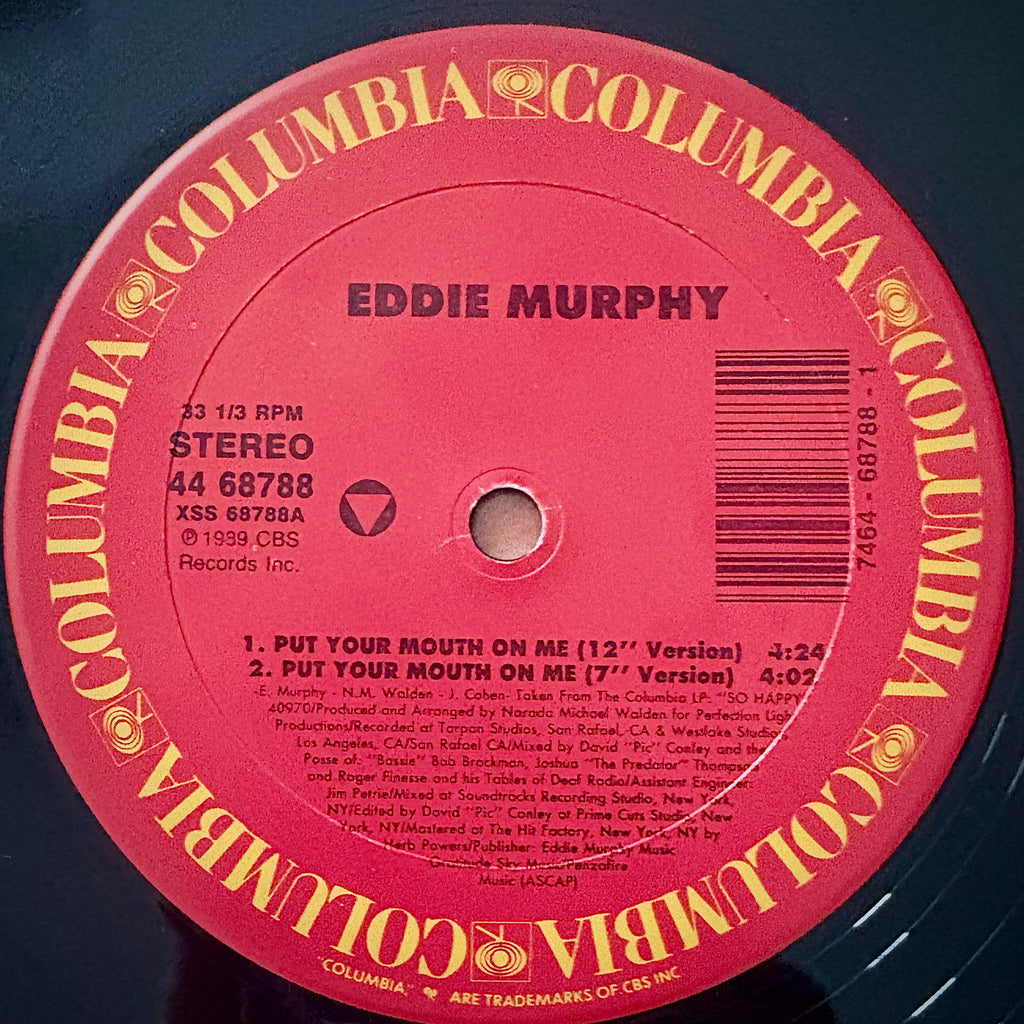 COLUMBIA COLUMBIA COLUMBIA COLUMBIA COLUMBIA COLUMBIA
EDDIE MURPHY
33 1/3 RPM
STEREO
44 68788
XSS 68788A
℗ 1989 CBS
Records Inc.
7464 - 68788 - 1
1. PUT YOUR MOUTH ON ME (12" Version) 4:24
2. PUT YOUR MOUTH ON ME (7" Version) 4:02
-E. Murphy - N.M. Walden - J. Cohen- Taken From The Columbia LP: "SO HAPPY"
40970/Produced and Arranged by Narada Michael Walden for Perfection Light
Productions/Recorded at Tarpan Studios, San Rafael, CA & Westlake Studios,
Los Angeles, CA/San Rafael CA/Mixed by David "Pic" Conley and the
Posse of: "Bassie" Bob Brockman, Joshua "The Predator" Thompson
and Roger Finesse and his Tables of Deaf Radio/Assistant Engineer:
Jim Petrie/Mixed at Soundtracks Recording Studio, New York,
NY/Edited by David "Pic" Conley at Prime Cuts Studio, New
York, NY/Mastered at The Hit Factory, New York, NY by
Herb Powers/Publisher: Eddie Murphy Music
Gratitude Sky Music/Penzafire
Music (ASCAP)
"COLUMBIA," ARE TRADEMARKS OF CBS INC